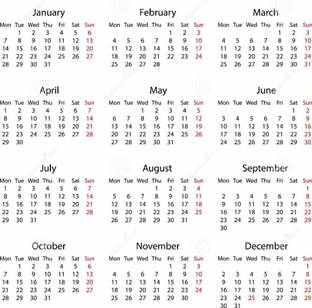 January
Mon Tue Wed Thu Fri Sat Sun
1 2 3 4 5 6
7 8 9 10 11 12 13
14 15 16 17 18 19 20
21 22 23 24 25 26 27
28 29 30 31
February
Mon Tue Wed Thu Fri Sat Sun
1 2 3
4 5 6 7 8 9 10
11 12 13 14 15 16 17
18 19 20 21 22 23 24
25 26 27 28
March
Mon Tue Wed Thu Fri Sat Sun
1 2 3
4 5 6 7 8 9 10
11 12 13 14 15 16 17
18 19 20 21 22 23 24
25 26 27 28 29 30 31
April
Mon Tue Wed Thu Fri Sat Sun
1 2 3 4 5 6 7
8 9 10 11 12 13 14
15 16 17 18 19 20 21
22 23 24 25 26 27 28
29 30
May
Mon Tue Wed Thu Fri Sat Sun
1 2 3 4 5
6 7 8 9 10 11 12
13 14 15 16 17 18 19
20 21 22 23 24 25 26
27 28 29 30 31
June
Mon Tue Wed Thu Fri Sat Sun
1 2
3 4 5 6 7 8 9
10 11 12 13 14 15 16
17 18 19 20 21 22 23
24 25 26 27 28 29 30
July
Mon Tue Wed Thu Fri Sat Sun
1 2 3 4 5 6 7
8 9 10 11 12 13 14
15 16 17 18 19 20 21
22 23 24 25 26 27 28
29 30 31
August
Mon Tue Wed Thu Fri Sat Sun
1 2 3 4
5 6 7 8 9 10 11
12 13 14 15 16 17 18
19 20 21 22 23 24 25
26 27 28 29 30 31
September
Mon Tue Wed Thu Fri Sat Sun
1
2 3 4 5 6 7 8
9 10 11 12 13 14 15
16 17 18 19 20 21 22
23 24 25 26 27 28 29
30
October
Mon Tue Wed Thu Fri Sat Sun
1 2 3 4 5 6
7 8 9 10 11 12 13
14 15 16 17 18 19 20
21 22 23 24 25 26 27
28 29 30 31
November
Mon Tue Wed Thu Fri Sat Sun
1 2 3
4 5 6 7 8 9 10
11 12 13 14 15 16 17
18 19 20 21 22 23 24
25 26 27 28 29 30
December
Mon Tue Wed Thu Fri Sat Sun
1
2 3 4 5 6 7 8
9 10 11 12 13 14 15
16 17 18 19 20 21 22
23 24 25 26 27 28 29
30 31